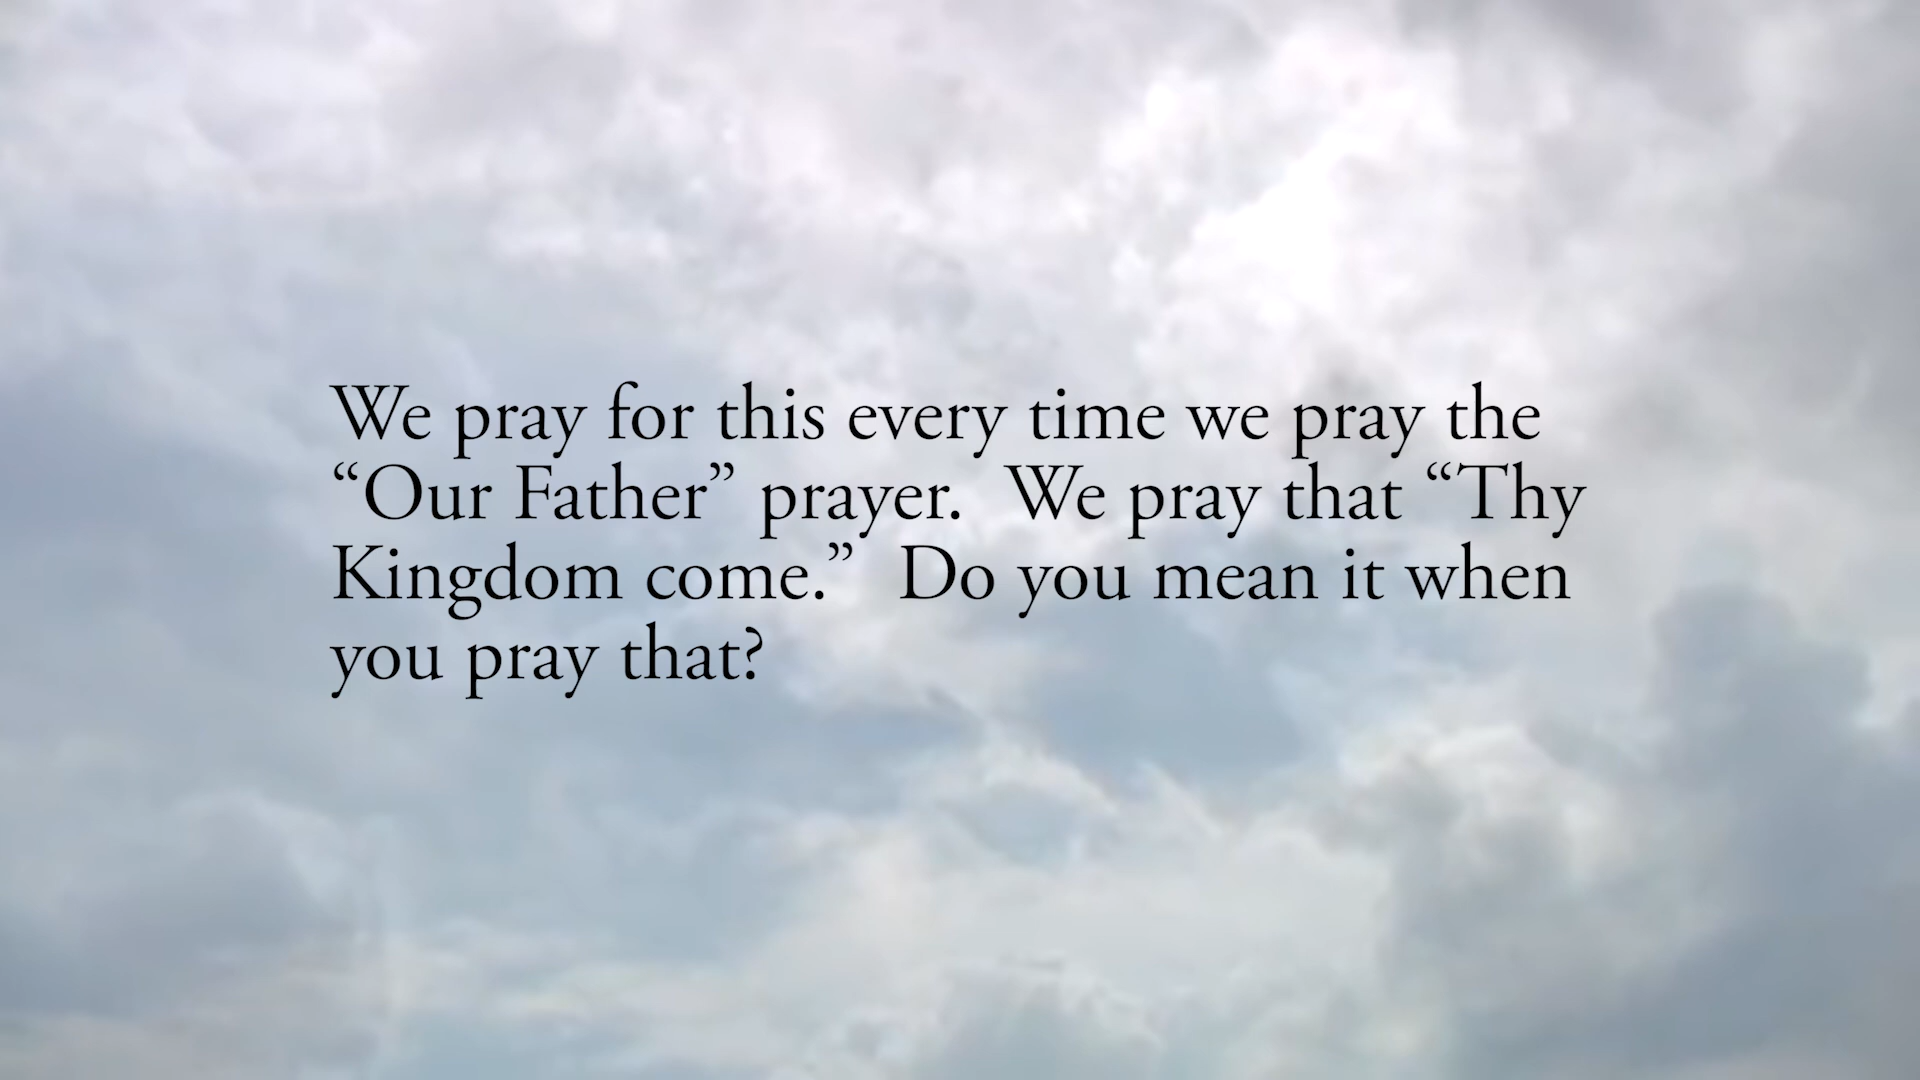 We pray for this every time we pray the
“Our Father” prayer.  We pray that “Thy
Kingdom come.”  Do you mean it when
you pray that?